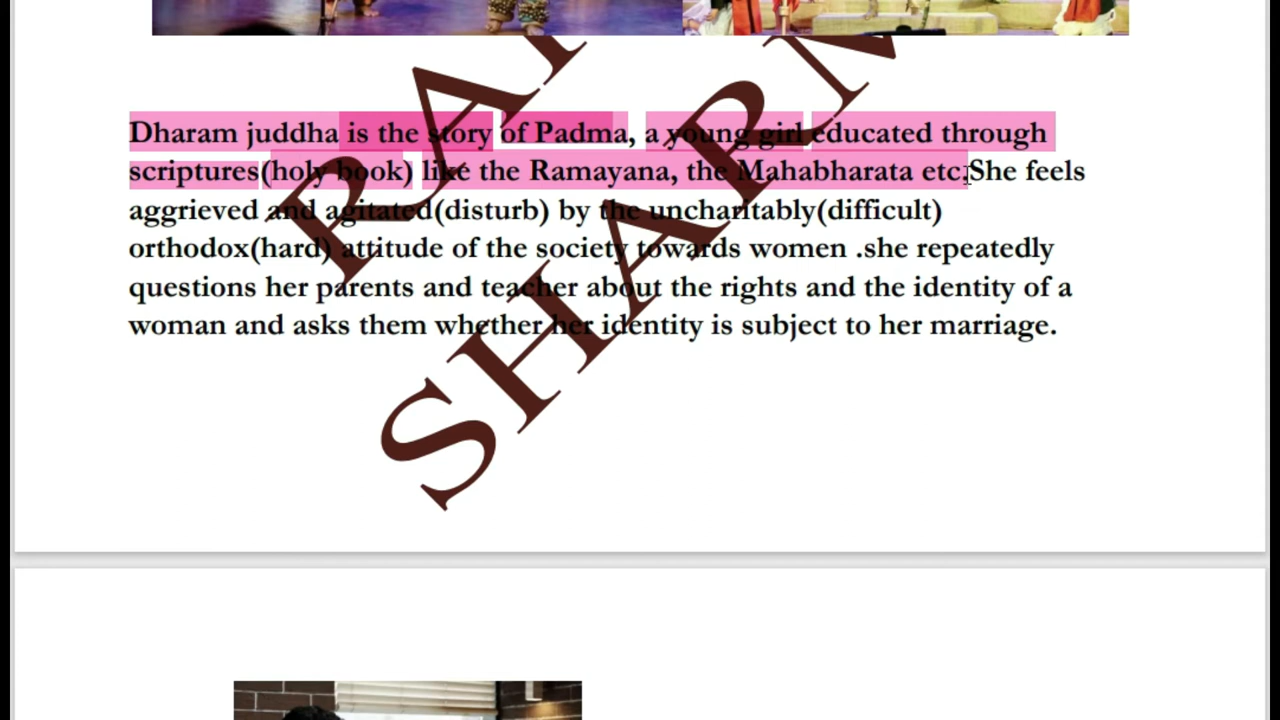 Dharam juddha is the story of Padma, a young girl educated through
scriptures(holy book) like the Ramayana, the Mahabharata etc.She feels
aggrieved and agitated(disturb) by the uncharitably(difficult)
orthodox(hard) attitude of the society towards women .she repeatedly
questions her parents and teacher about the rights and the identity of a
woman and asks them whether her identity is subject to her marriage.
RAJ
SHARM